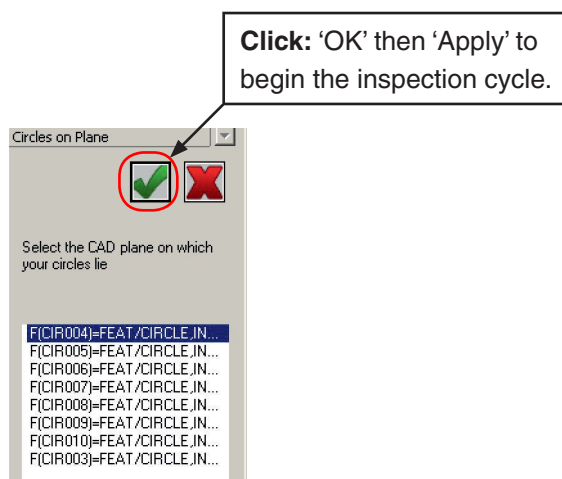 Click: ‘OK’ then ‘Apply’ to
begin the inspection cycle.
Circles on Plane
Select the CAD plane on which
your circles lie
F(CIR004)=FEAT/CIRCLE,IN...
F(CIR005)=FEAT/CIRCLE,IN...
F(CIR006)=FEAT/CIRCLE,IN...
F(CIR007)=FEAT/CIRCLE,IN...
F(CIR008)=FEAT/CIRCLE,IN...
F(CIR009)=FEAT/CIRCLE,IN...
F(CIR010)=FEAT/CIRCLE,IN...
F(CIR003)=FEAT/CIRCLE,IN...